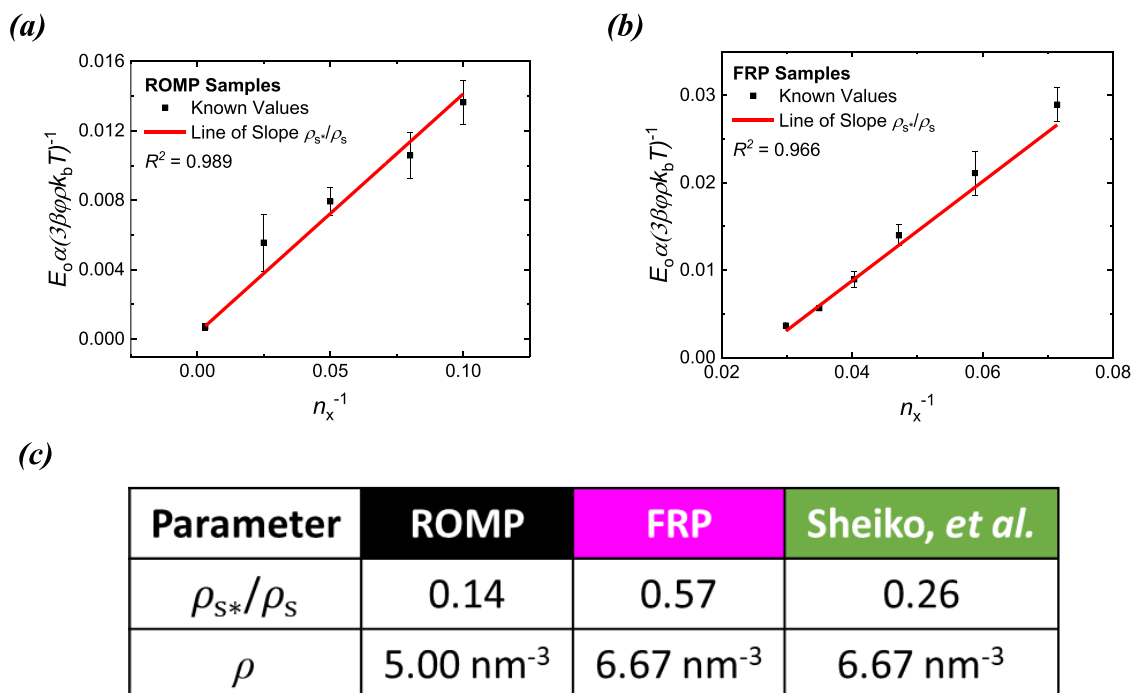 (a)
0.016
0.012
0.008
0.004
0.000
E₀α(3βφρk_bT)⁻¹
ROMP Samples
Known Values
Line of Slope ρₛ*/ρₛ
R² = 0.989
0.00 0.05 0.10
nₓ⁻¹
(b)
0.03
0.02
0.01
0.00
E₀α(3βφρk_bT)⁻¹
FRP Samples
Known Values
Line of Slope ρₛ*/ρₛ
R² = 0.966
0.02 0.04 0.06 0.08
nₓ⁻¹
(c)
Parameter ROMP FRP Sheiko, et al.
ρₛ*/ρₛ 0.14 0.57 0.26
ρ 5.00 nm⁻³ 6.67 nm⁻³ 6.67 nm⁻³